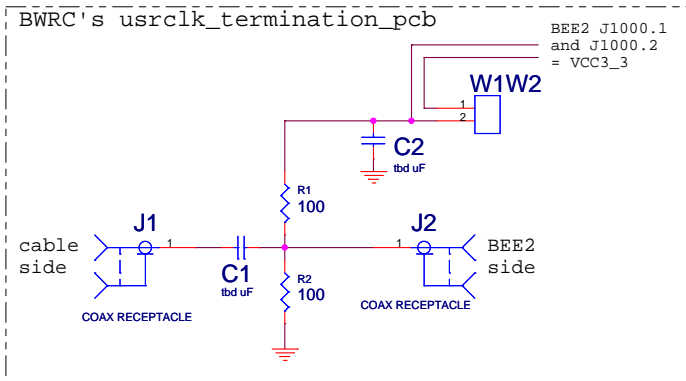 BWRC's usrclk_termination_pcb
BEE2 J1000.1
and J1000.2
= VCC3_3
W1W2
1
2
C2
tbd uF
R1
100
J1
J2
cable
side
1
1
BEE2
side
C1
tbd uF
R2
100
COAX RECEPTACLE
COAX RECEPTACLE